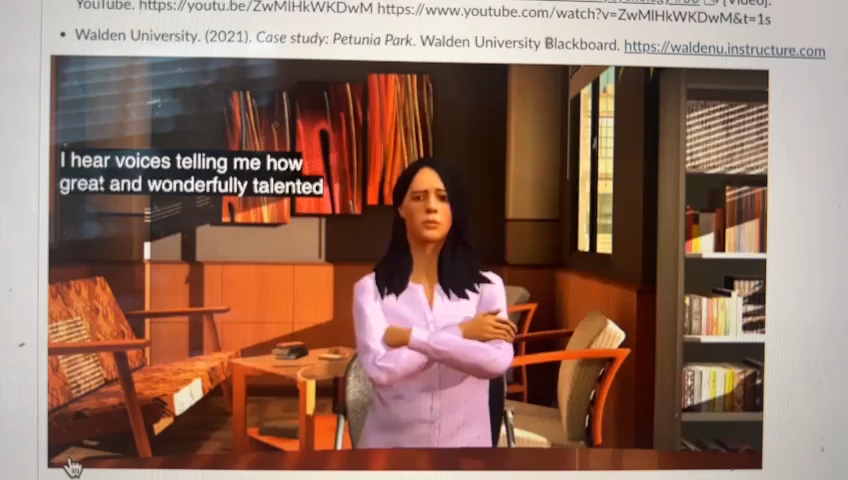 YouTube. https://youtu.be/ZwMlHkWKDwM https://www.youtube.com/watch?v=ZwMlHkWKDwM&t=1s
• Walden University. (2021). Case study: Petunia Park. Walden University Blackboard. https://waldenu.instructure.com
I hear voices telling me how
great and wonderfully talented